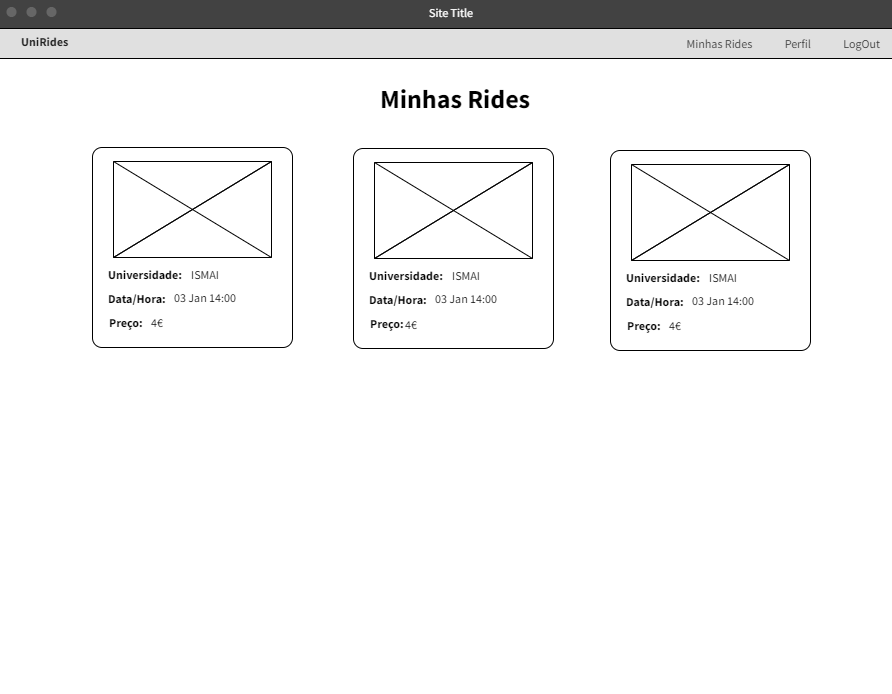 Site Title
UniRides
Minhas Rides
Perfil
LogOut
Minhas Rides
Universidade: ISMAI
Data/Hora: 03 Jan 14:00
Preço: 4€
Universidade: ISMAI
Data/Hora: 03 Jan 14:00
Preço: 4€
Universidade: ISMAI
Data/Hora: 03 Jan 14:00
Preço: 4€